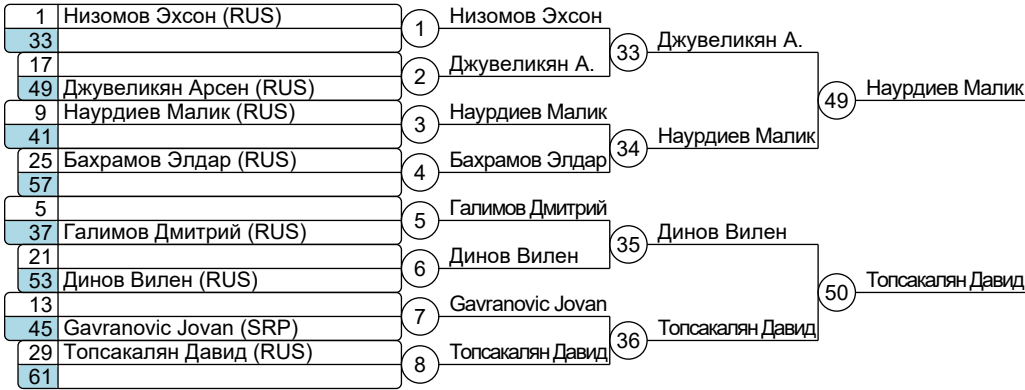 1 Низомов Эхсон (RUS)
33
17
49 Джувеликян Арсен (RUS)
9 Наурдиев Малик (RUS)
41
25 Бахрамов Элдар (RUS)
57
5
37 Галимов Дмитрий (RUS)
21
53 Динов Вилен (RUS)
13
45 Gavranovic Jovan (SRP)
29 Топсакалян Давид (RUS)
61
1 Низомов Эхсон
2 Джувеликян А.
3 Наурдиев Малик
4 Бахрамов Элдар
5 Галимов Дмитрий
6 Динов Вилен
7 Gavranovic Jovan
8 Топсакалян Давид
33 Джувеликян А.
34 Наурдиев Малик
35 Динов Вилен
36 Топсакалян Давид
49 Наурдиев Малик
50 Топсакалян Давид